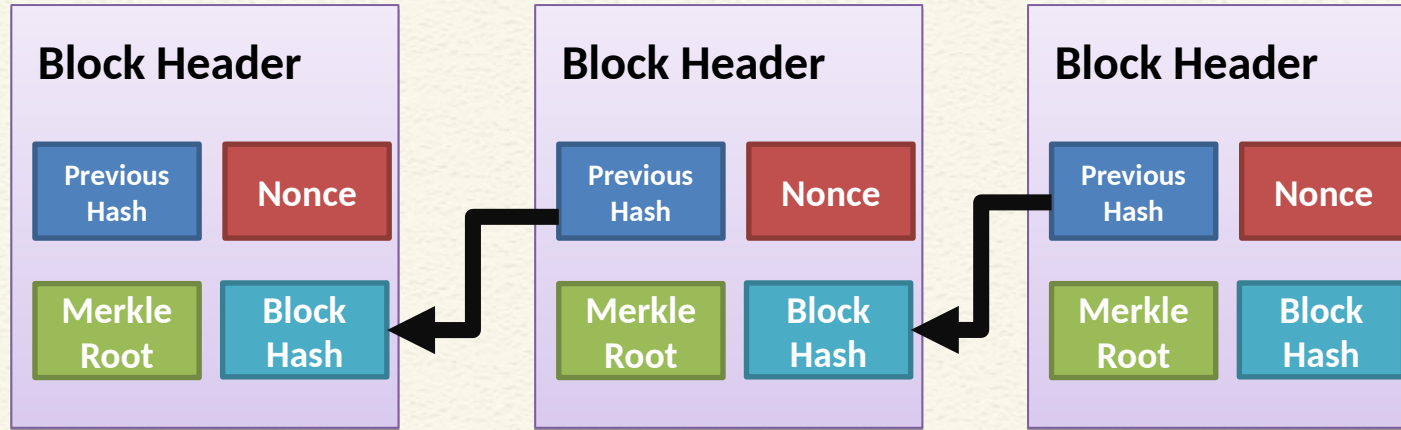 Block Header
Previous
Hash
Nonce
Merkle
Root
Block
Hash
Block Header
Previous
Hash
Nonce
Merkle
Root
Block
Hash
Block Header
Previous
Hash
Nonce
Merkle
Root
Block
Hash